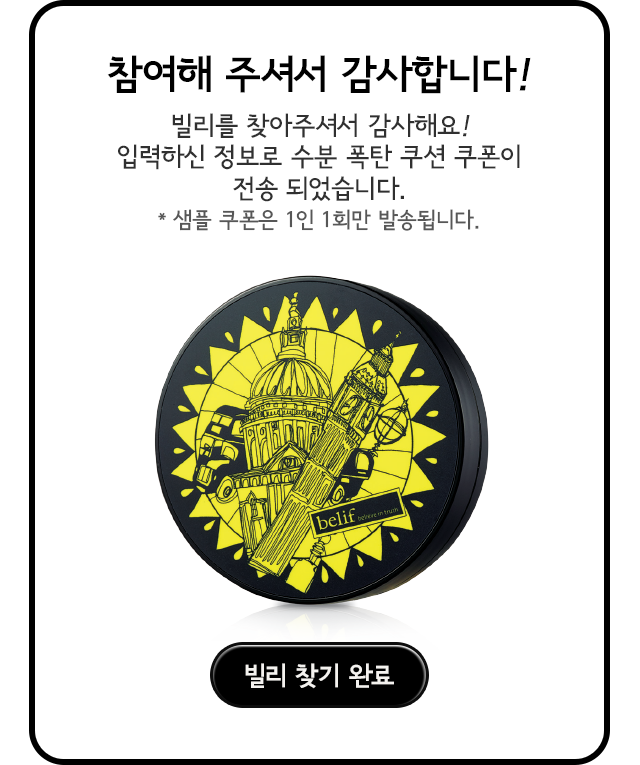 참여해 주셔서 감사합니다!
빌리를 찾아주셔서 감사해요!
입력하신 정보로 수분 폭탄 쿠션 쿠폰이
전송 되었습니다.
* 샘플 쿠폰은 1인 1회만 발송됩니다.
belif believe in truth
빌리 찾기 완료